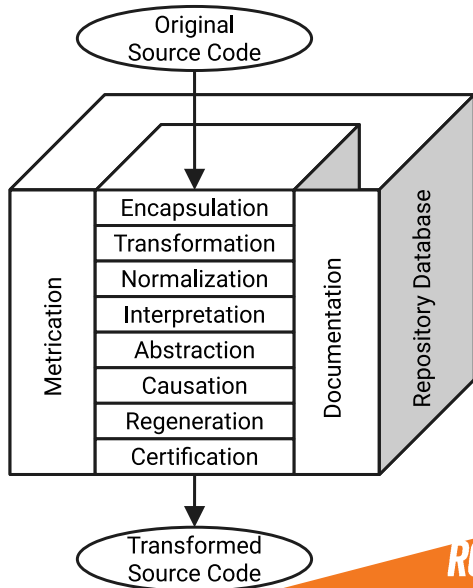 Original
Source Code
Encapsulation
Transformation
Normalization
Interpretation
Abstraction
Causation
Regeneration
Certification
Metrication
Documentation
Repository Database
Transformed
Source Code